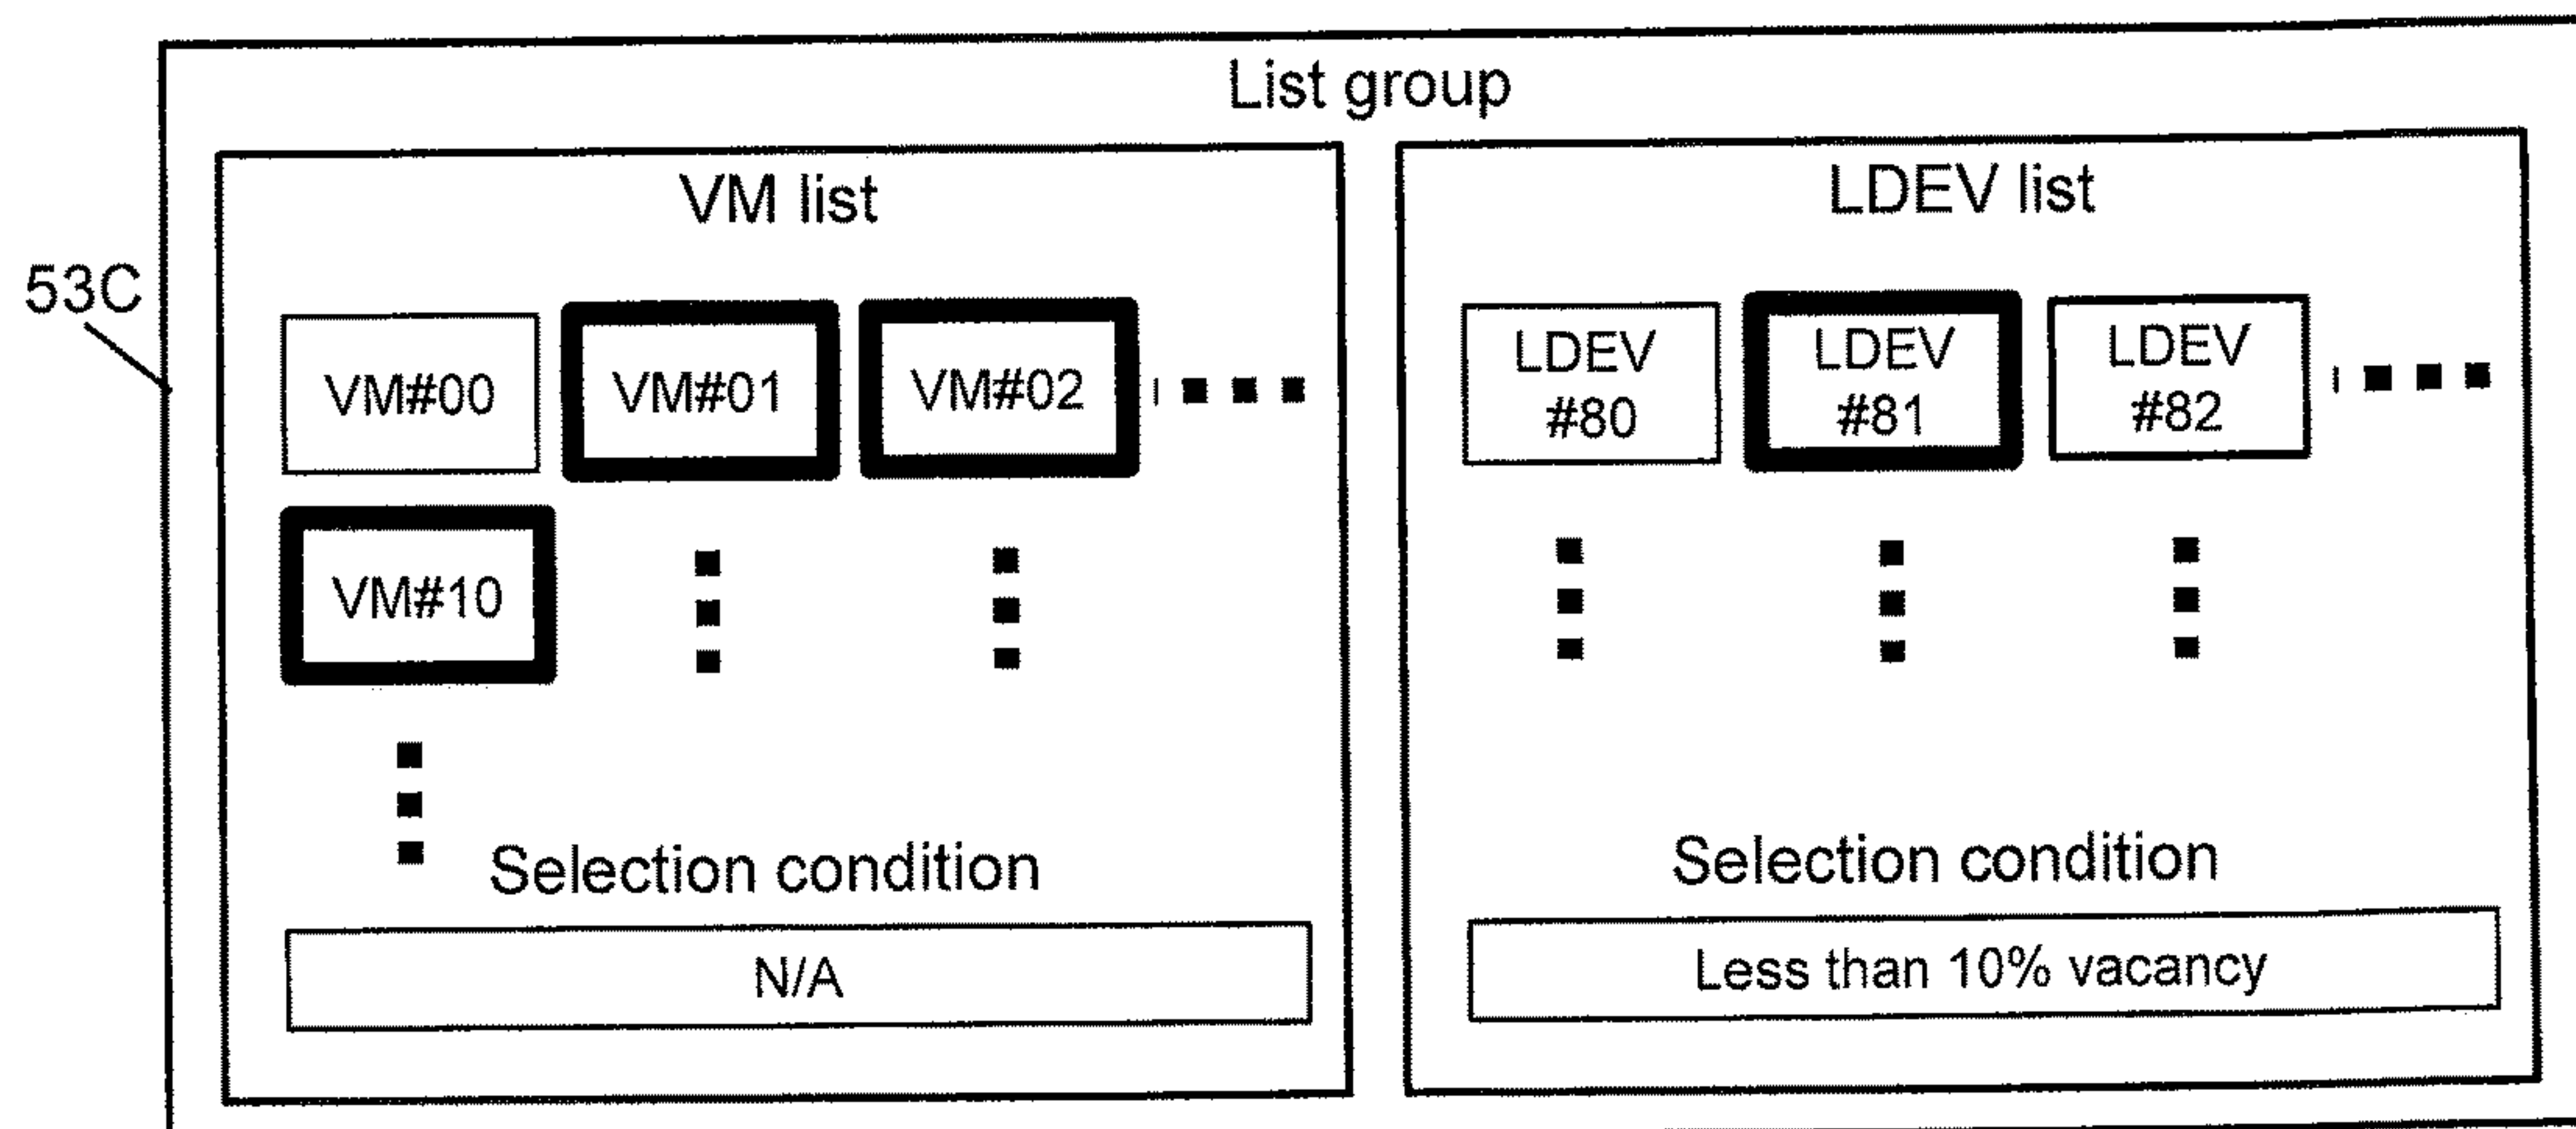 List group
VM list
53C
VM#00
VM#01
VM#02
VM#10
Selection condition
N/A
LDEV list
LDEV
#80
LDEV
#81
LDEV
#82
Selection condition
Less than 10% vacancy